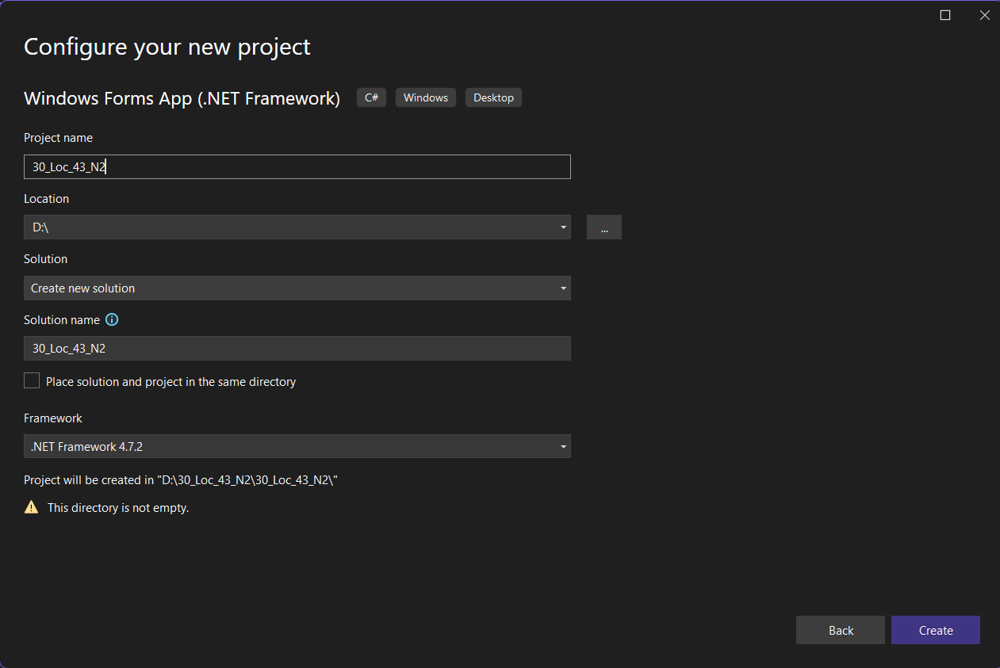 Configure your new project
Windows Forms App (.NET Framework) C# Windows Desktop
Project name
30_Loc_43_N2
Location
D:\
...
Solution
Create new solution
Solution name
30_Loc_43_N2
Place solution and project in the same directory
Framework
.NET Framework 4.7.2
Project will be created in "D:\30_Loc_43_N2\30_Loc_43_N2\"
This directory is not empty.
Back Create